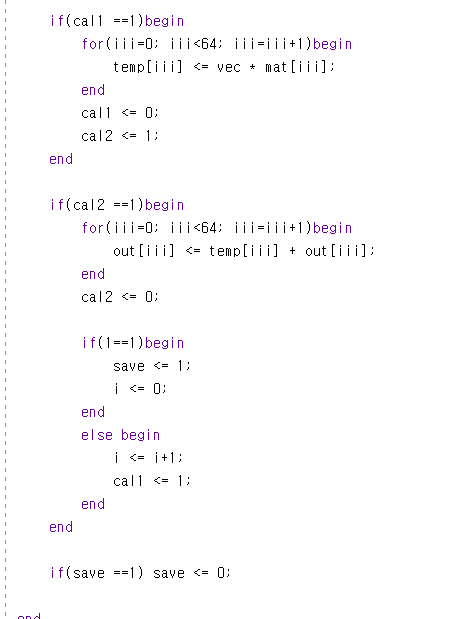 if(cal1 ==1)begin
for(iii=0; iii<64; iii=iii+1)begin
temp[iii] <= vec * mat[iii];
end
cal1 <= 0;
cal2 <= 1;
end
if(cal2 ==1)begin
for(iii=0; iii<64; iii=iii+1)begin
out[iii] <= temp[iii] + out[iii];
end
cal2 <= 0;
if(1==1)begin
save <= 1;
i <= 0;
end
else begin
i <= i+1;
cal1 <= 1;
end
end
if(save ==1) save <= 0;
end